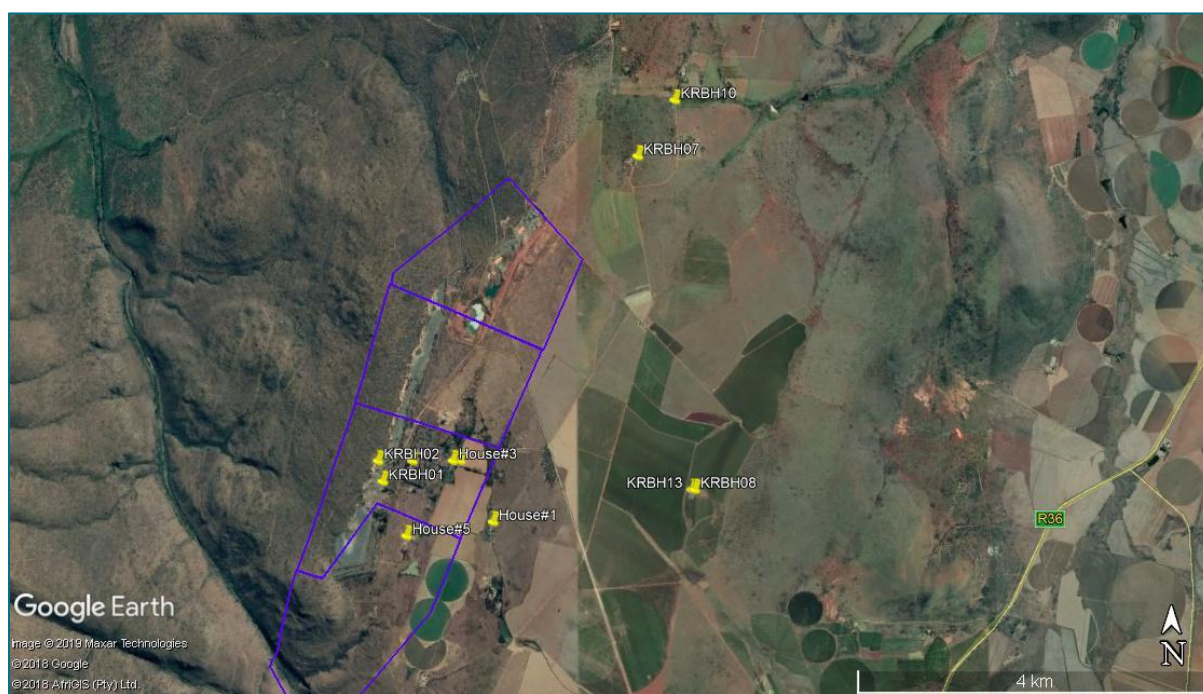 KRBH10
KRBH07
KRBH02
House#3
KRBH01
KRBH13
KRBH08
House#1
R36
House#5
Google Earth
Image © 2019 Maxar Technologies
© 2018 Google
© 2018 AfriGIS (Pty) Ltd.
N
4 km